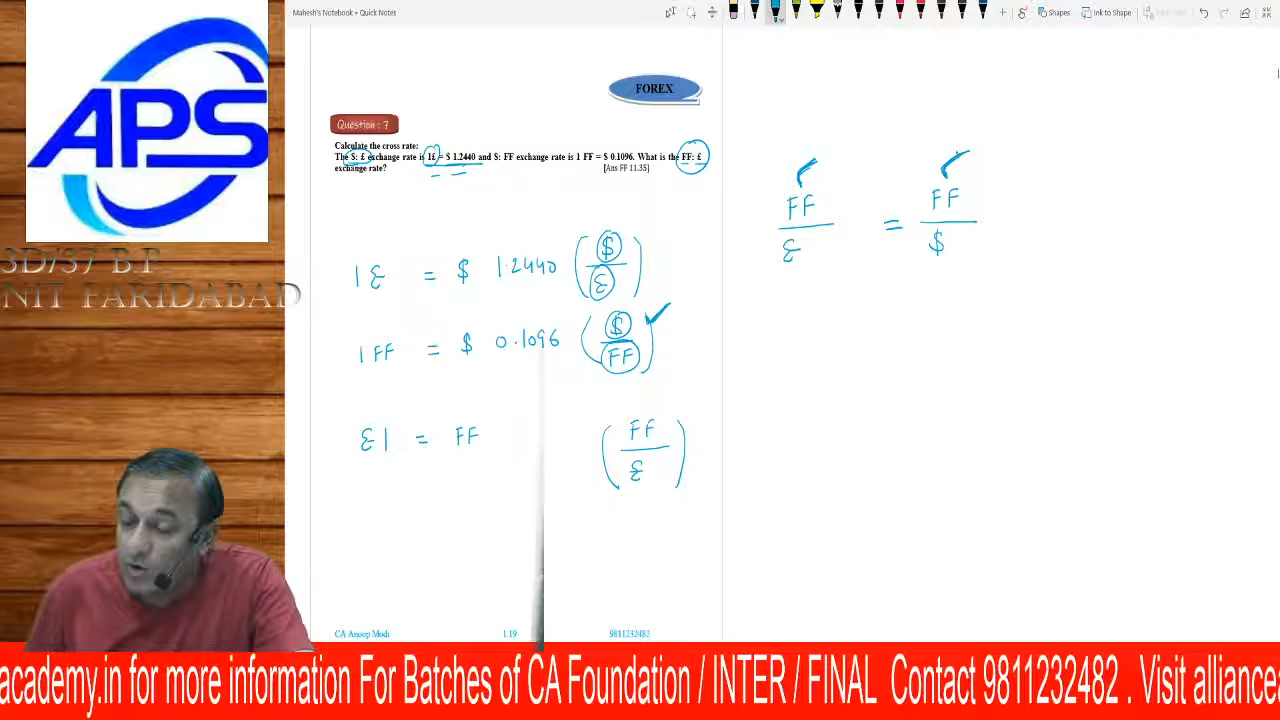 Mahesh's Notebook • Quick Notes
Shapes
Ink to Shape
APS
3D/37 B.P.
NIT FARIDABAD
FOREX
Question : 7
Calculate the cross rate:
The $: £ exchange rate is 1£ = $ 1.2440 and $: FF exchange rate is 1 FF = $ 0.1096. What is the FF: £
exchange rate? [Ans FF 11.35]
1 £ = $ 1.2440 ($/£)
1 FF = $ 0.1096 ($/FF)
£ 1 = FF (FF/£)
FF/£ = FF/$
CA Anoop Modi 1.19 9811232482
academy.in for more information For Batches of CA Foundation / INTER / FINAL Contact 9811232482 . Visit alliance